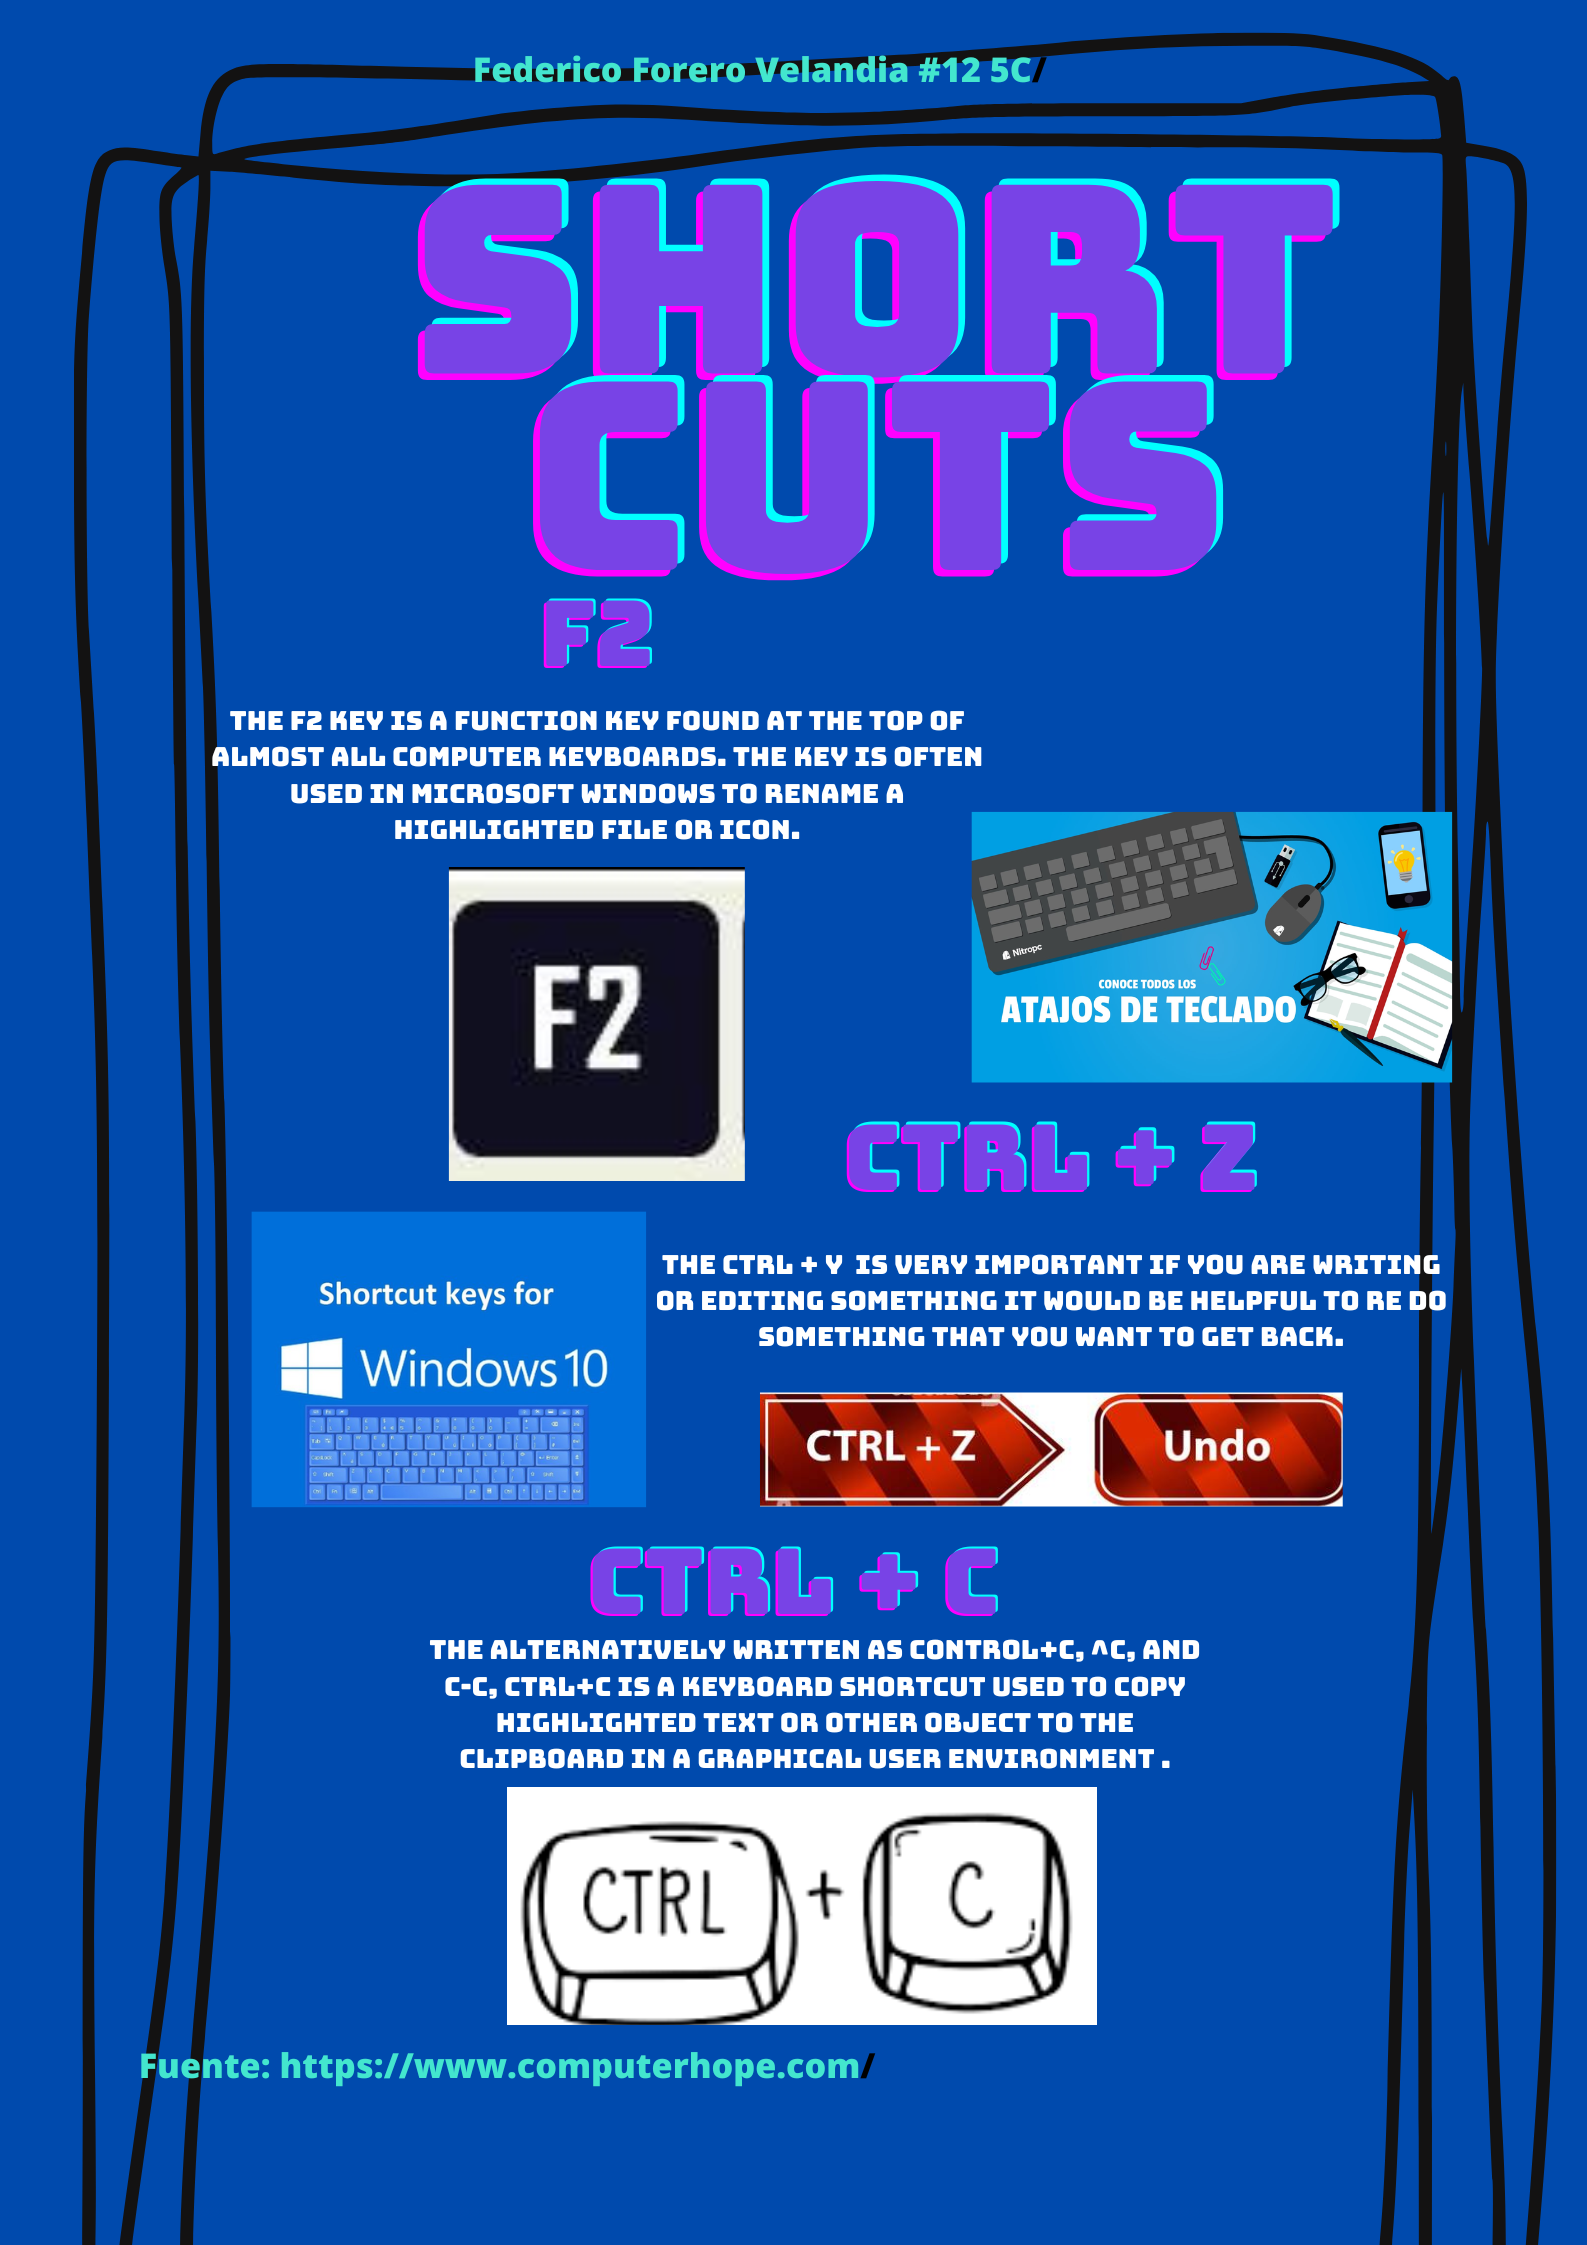 Federico Forero Velandia #12 5C/
SHORT
CUTS
F2
THE F2 KEY IS A FUNCTION KEY FOUND AT THE TOP OF
ALMOST ALL COMPUTER KEYBOARDS. THE KEY IS OFTEN
USED IN MICROSOFT WINDOWS TO RENAME A
HIGHLIGHTED FILE OR ICON.
F2
Nitropc
CONOCE TODOS LOS
ATAJOS DE TECLADO
CTRL + Z
Shortcut keys for
Windows 10
THE CTRL + Y  IS VERY IMPORTANT IF YOU ARE WRITING
OR EDITING SOMETHING IT WOULD BE HELPFUL TO RE DO
SOMETHING THAT YOU WANT TO GET BACK.
CTRL + Z
Undo
CTRL + C
THE ALTERNATIVELY WRITTEN AS CONTROL+C, ^C, AND
C-C, CTRL+C IS A KEYBOARD SHORTCUT USED TO COPY
HIGHLIGHTED TEXT OR OTHER OBJECT TO THE
CLIPBOARD IN A GRAPHICAL USER ENVIRONMENT .
CTRL + C
Fuente: https://www.computerhope.com/